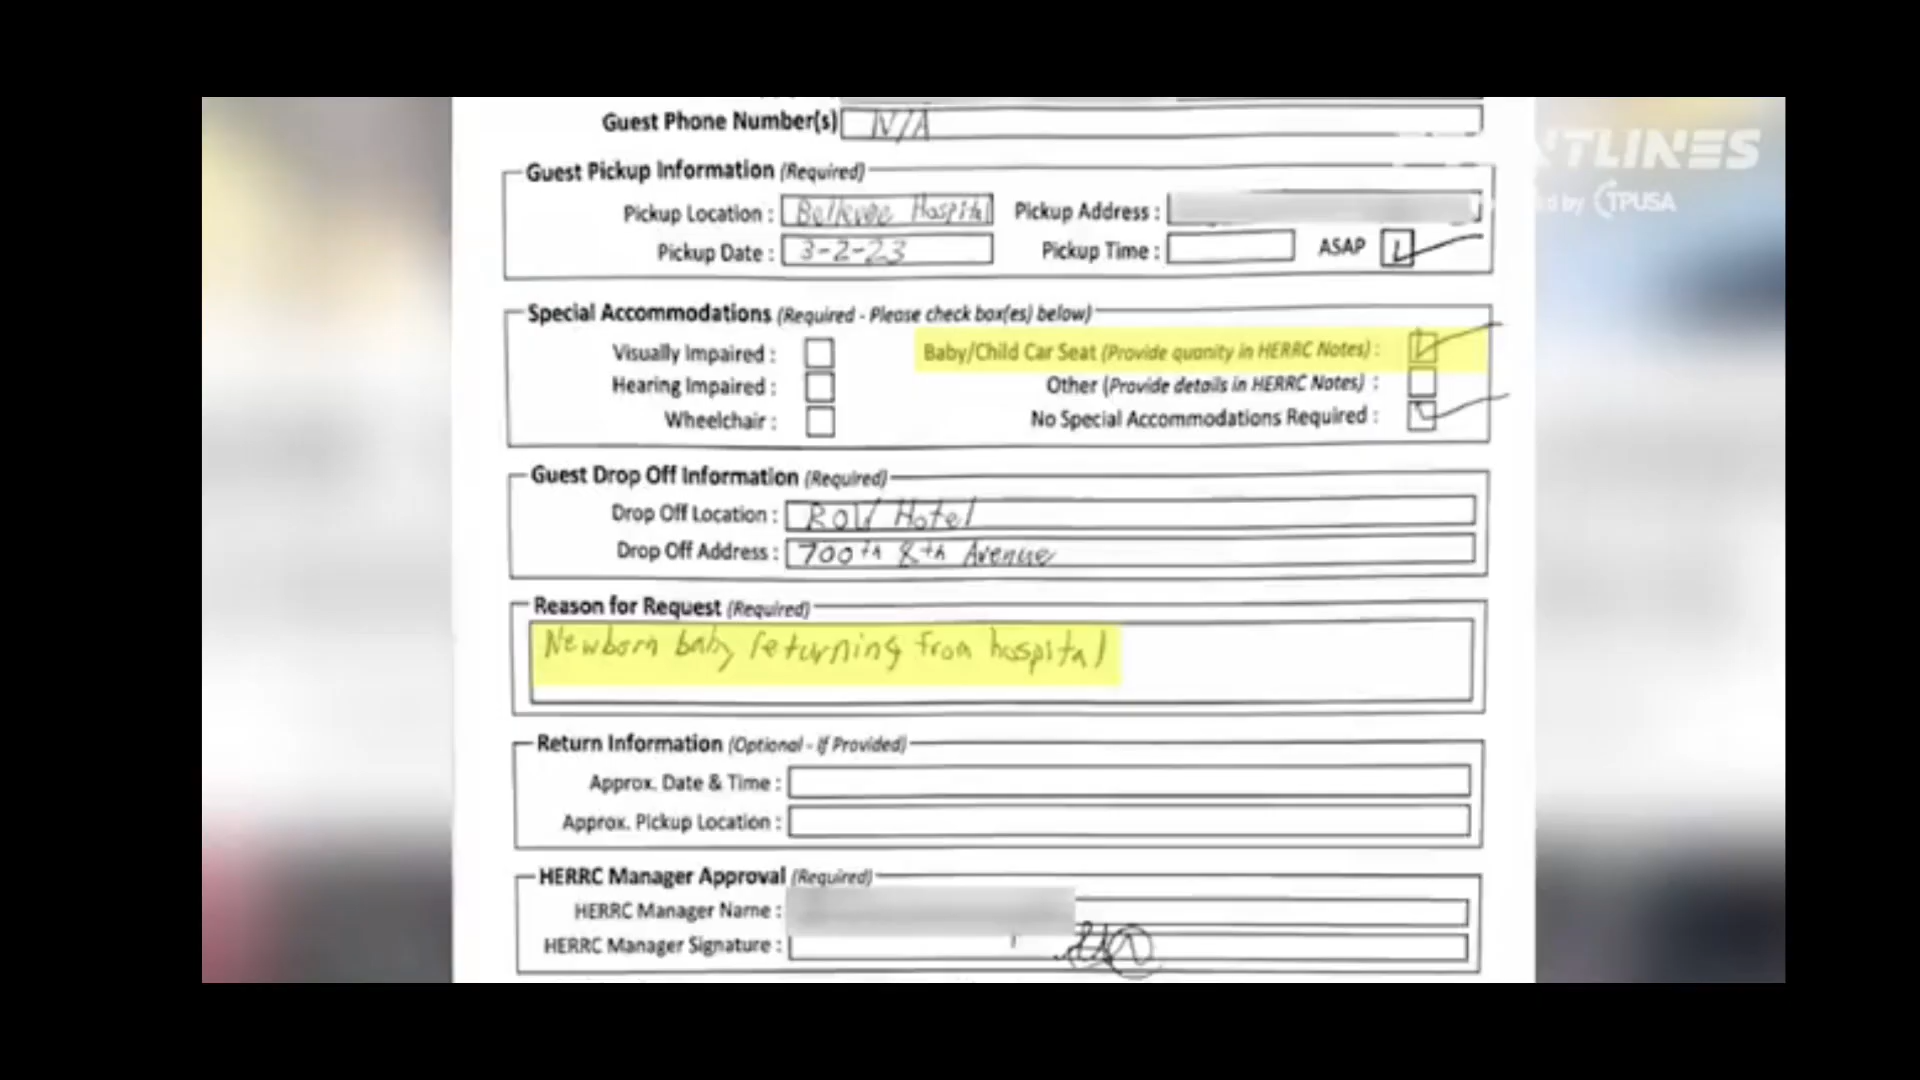 Guest Phone Number(s) N/A
NTLINES
d by TPUSA
Guest Pickup Information (Required)
Pickup Location : Bellevue Hospital Pickup Address :
Pickup Date : 3-2-23 Pickup Time : ASAP
Special Accommodations (Required - Please check box(es) below)
Visually Impaired : Baby/Child Car Seat (Provide quanity in HERRC Notes) :
Hearing Impaired : Other (Provide details in HERRC Notes) :
Wheelchair : No Special Accommodations Required :
Guest Drop Off Information (Required)
Drop Off Location : ROW Hotel
Drop Off Address : 700th 8th Avenue
Reason for Request (Required)
Newborn baby returning from hospital
Return Information (Optional - If Provided)
Approx. Date & Time :
Approx. Pickup Location :
HERRC Manager Approval (Required)
HERRC Manager Name :
HERRC Manager Signature :